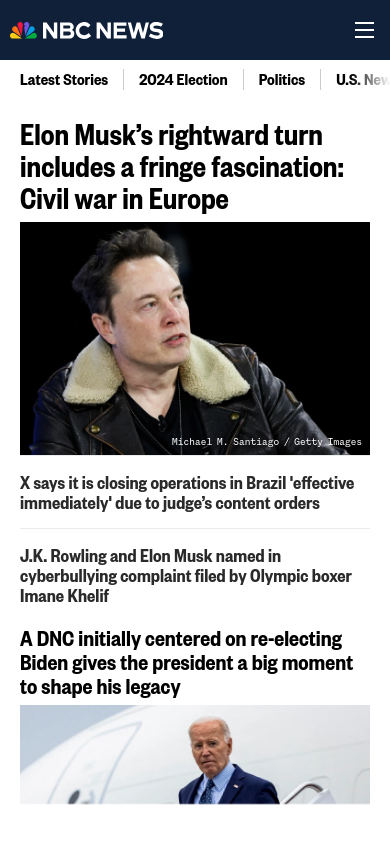 NBC NEWS
Latest Stories
2024 Election
Politics
U.S. New
Elon Musk’s rightward turn
includes a fringe fascination:
Civil war in Europe
Michael M. Santiago / Getty Images
X says it is closing operations in Brazil 'effective
immediately' due to judge’s content orders
J.K. Rowling and Elon Musk named in
cyberbullying complaint filed by Olympic boxer
Imane Khelif
A DNC initially centered on re-electing
Biden gives the president a big moment
to shape his legacy